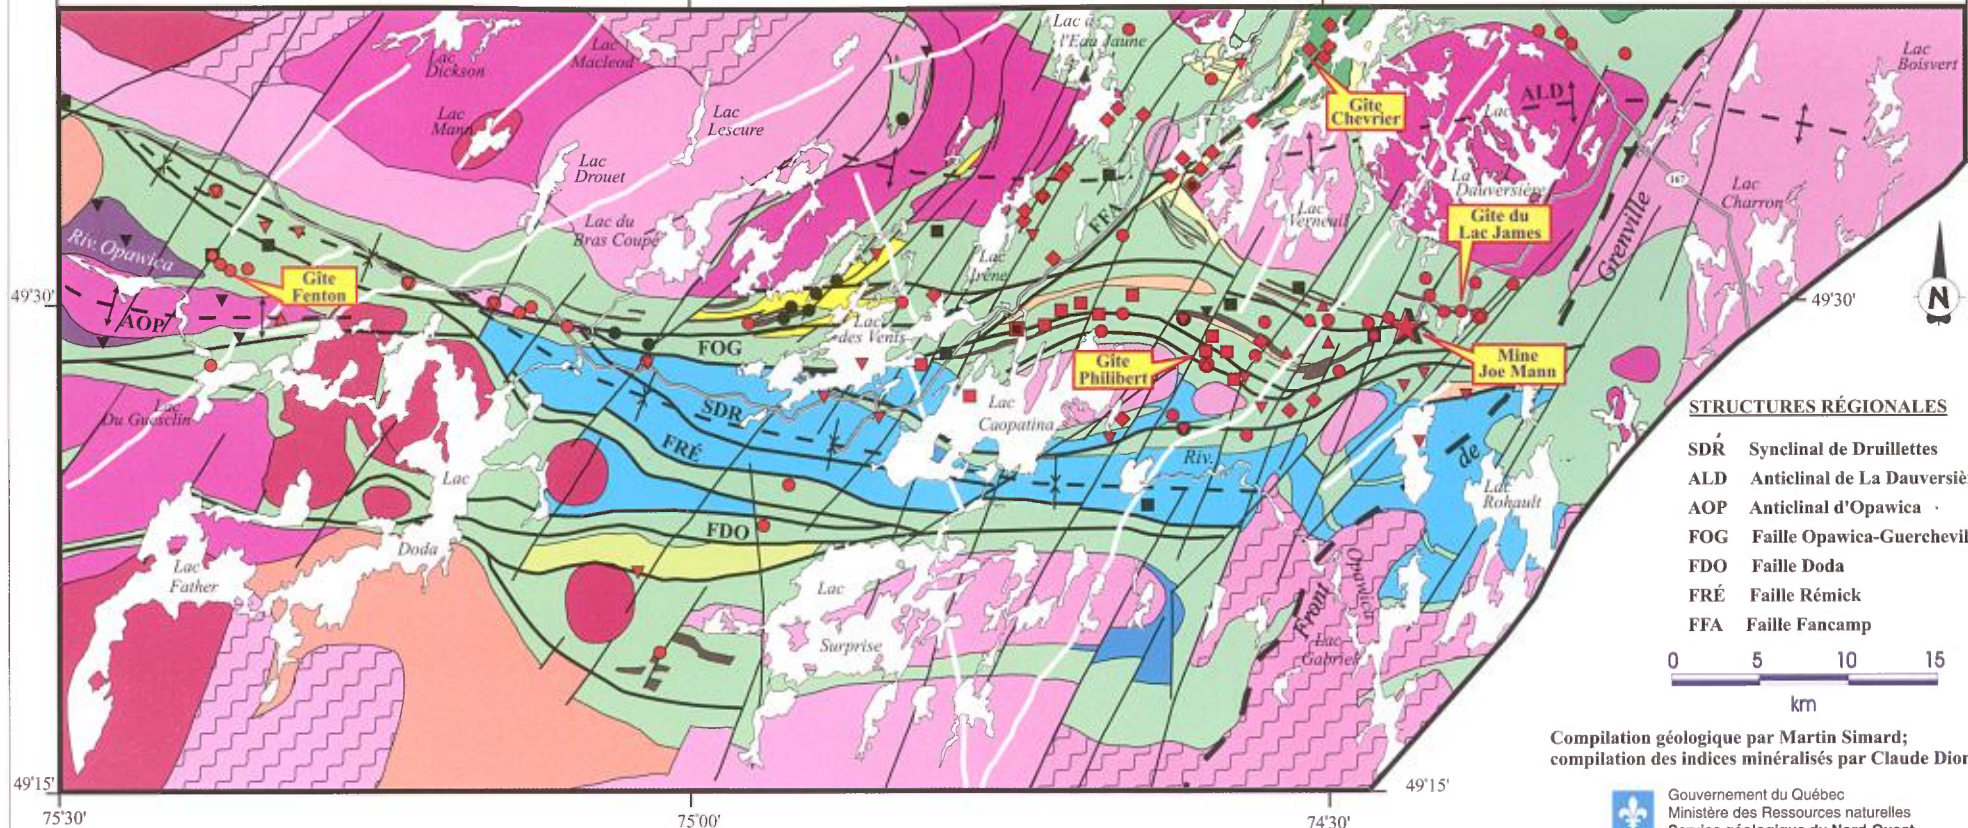 Lac
Dickson
Lac
Macleod
Lac à
l'Eau Jaune
Lac
Boisvert
Lac
Mann
Lac
Lescure
Gîte
Chevrier
ALD
Lac
La
Dauversière
167
Lac
Charron
Lac
Drouet
Lac du
Bras Coupé
FFA
Lac
Verneuil
Gîte du
Lac James
Grenville
Riv. Opawica
Gîte
Fenton
Lac
Irène
49°30'
49°30'
N
AOP
Lac
des Vents
FOG
Gîte
Philibert
Mine
Joe Mann
Lac
Du Guesclin
SDR
Lac
Caopatina
FRÉ
Riv.
de
Lac
Rohault
Lac
Doda
FDO
Lac
Father
Lac
Surprise
Front
Opawica
Lac
Gabriel
STRUCTURES RÉGIONALES
SDR Synclinal de Druillettes
ALD Anticlinal de La Dauversiè
AOP Anticlinal d'Opawica
FOG Faille Opawica-Guerchevil
FDO Faille Doda
FRÉ Faille Rémick
FFA Faille Fancamp
0 5 10 15
km
Compilation géologique par Martin Simard;
compilation des indices minéralisés par Claude Dion
49°15'
49°15'
75°30'
75°00'
74°30'
Gouvernement du Québec
Ministère des Ressources naturelles
Service géologique du Nord-Ouest